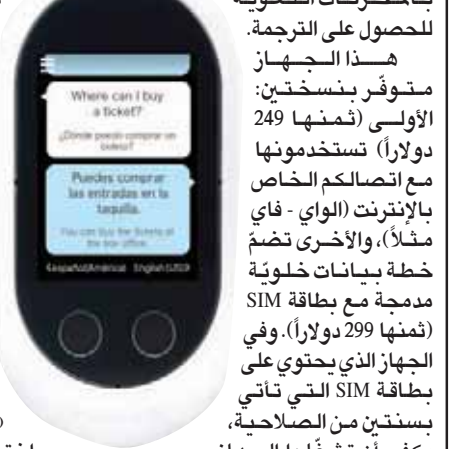 للحصول على الترجمة.
هذا الجهاز
متوفّر بنسختين:
الأولى (ثمنها 249
دولاراً) تستخدمونها
مع اتصالكم الخاص
بالإنترنت (الواي - فاي
مثلاً)، والأخرى تضمّ
خطة بيانات خلويّة
مدمجة مع بطاقة SIM
(ثمنها 299 دولاراً). وفي
الجهاز الذي يحتوي على
بطاقة SIM التي تأتي
بسنتين من الصلاحية،
Where can I buy
a ticket?
¿Dónde puedo comprar un
boleto?
Puedes comprar
las entradas en la
taquilla.
You can buy the tickets at
the box office.
Español/América English/USA